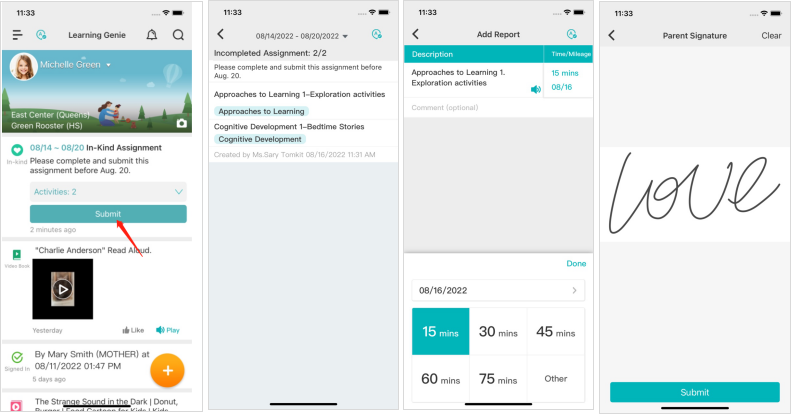 11:33
Learning Genie
Michelle Green
East Center (Queens)
Green Rooster (HS)
In-kind
08/14 ~ 08/20 In-Kind Assignment
Please complete and submit this
assignment before Aug. 20.
Activities: 2
Submit
2 minutes ago
Video Book
"Charlie Anderson" Read Aloud.
Yesterday
Like
Play
Signed In
By Mary Smith (MOTHER) at
08/11/2022 01:47 PM
5 days ago
+
The Strange Sound in the Dark | Donut,
11:33
08/14/2022 - 08/20/2022
Incompleted Assignment: 2/2
Please complete and submit this assignment before
Aug. 20.
Approaches to Learning 1–Exploration activities
Approaches to Learning
Cognitive Development 1–Bedtime Stories
Cognitive Development
Created by Ms.Sary Tomkit 08/16/2022 11:31 AM
11:33
Add Report
Description
Time/Mileage
Approaches to Learning 1.
Exploration activities
15 mins
08/16
Comment (optional)
Done
08/16/2022
15 mins
30 mins
45 mins
60 mins
75 mins
Other
11:33
Parent Signature
Clear
Love
Submit